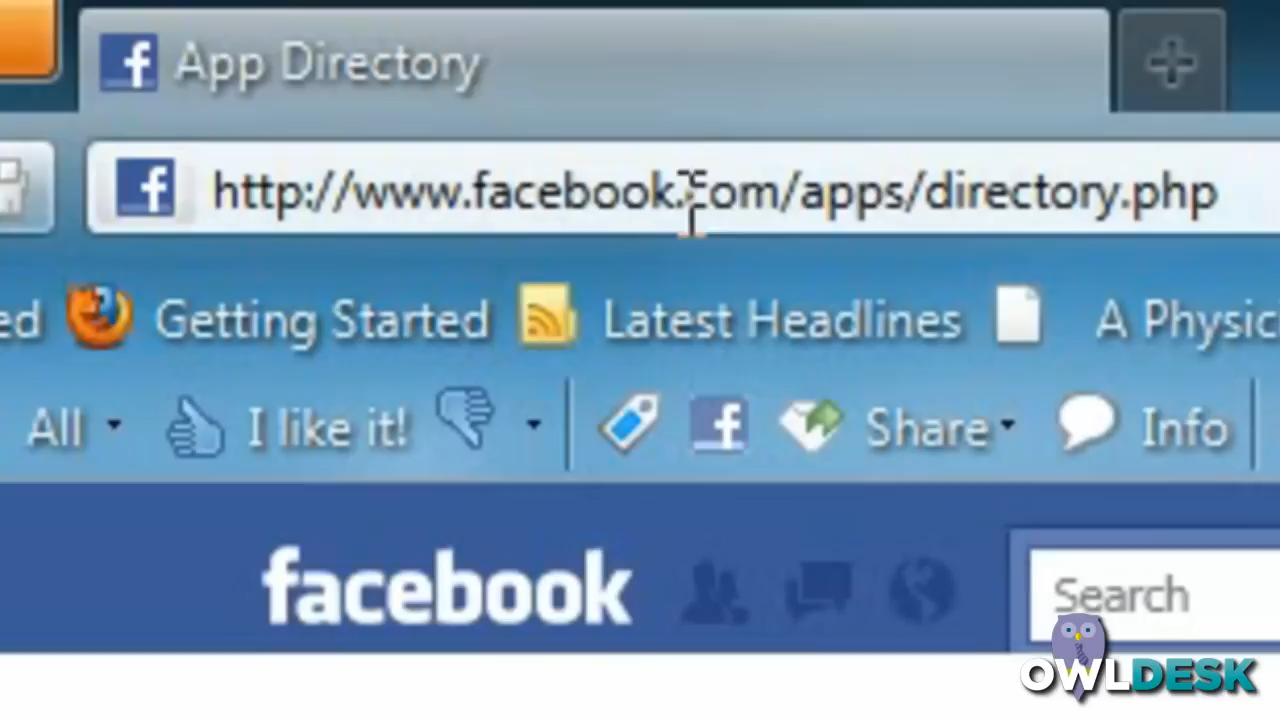 App Directory
http://www.facebook.com/apps/directory.php
ed Getting Started Latest Headlines A Physic
All I like it! Share Info
facebook Search
OWLDESK